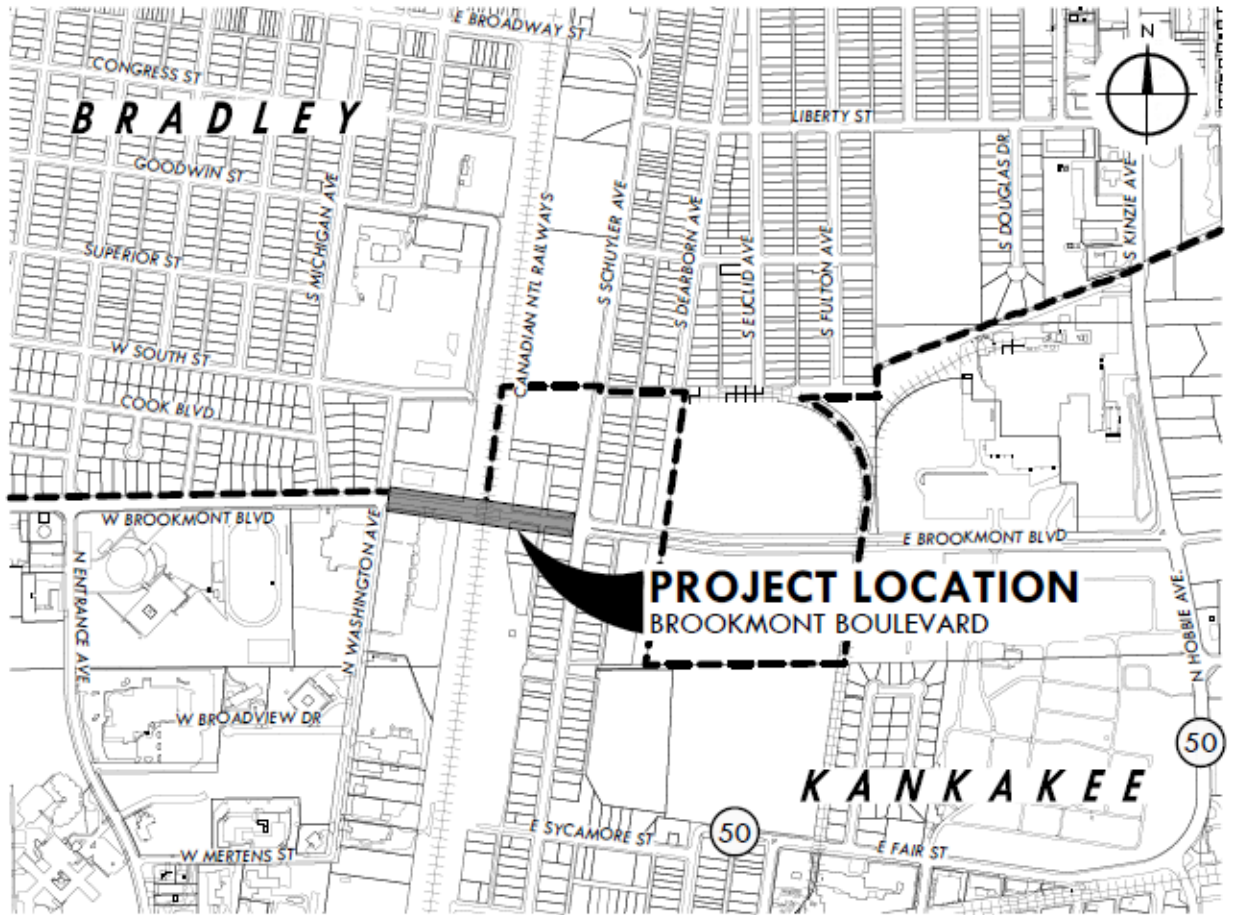 E BROADWAY ST
N
CONGRESS ST
BRADLEY
LIBERTY ST
GOODWIN ST
S MICHIGAN AVE
CANADIAN NTL RAILWAYS
S SCHUYLER AVE
S DEARBORN AVE
S EUCLID AVE
S FULTON AVE
S DOUGLAS DR.
S KINZIE AVE
SUPERIOR ST
W SOUTH ST
COOK BLVD
W BROOKMONT BLVD
E BROOKMONT BLVD
N ENTRANCE AVE.
N WASHINGTON AVE
PROJECT LOCATION
BROOKMONT BOULEVARD
N HOBBIE AVE.
W BROADVIEW DR
50
KANKAKEE
E SYCAMORE ST
50
E FAIR ST
W MERTENS ST